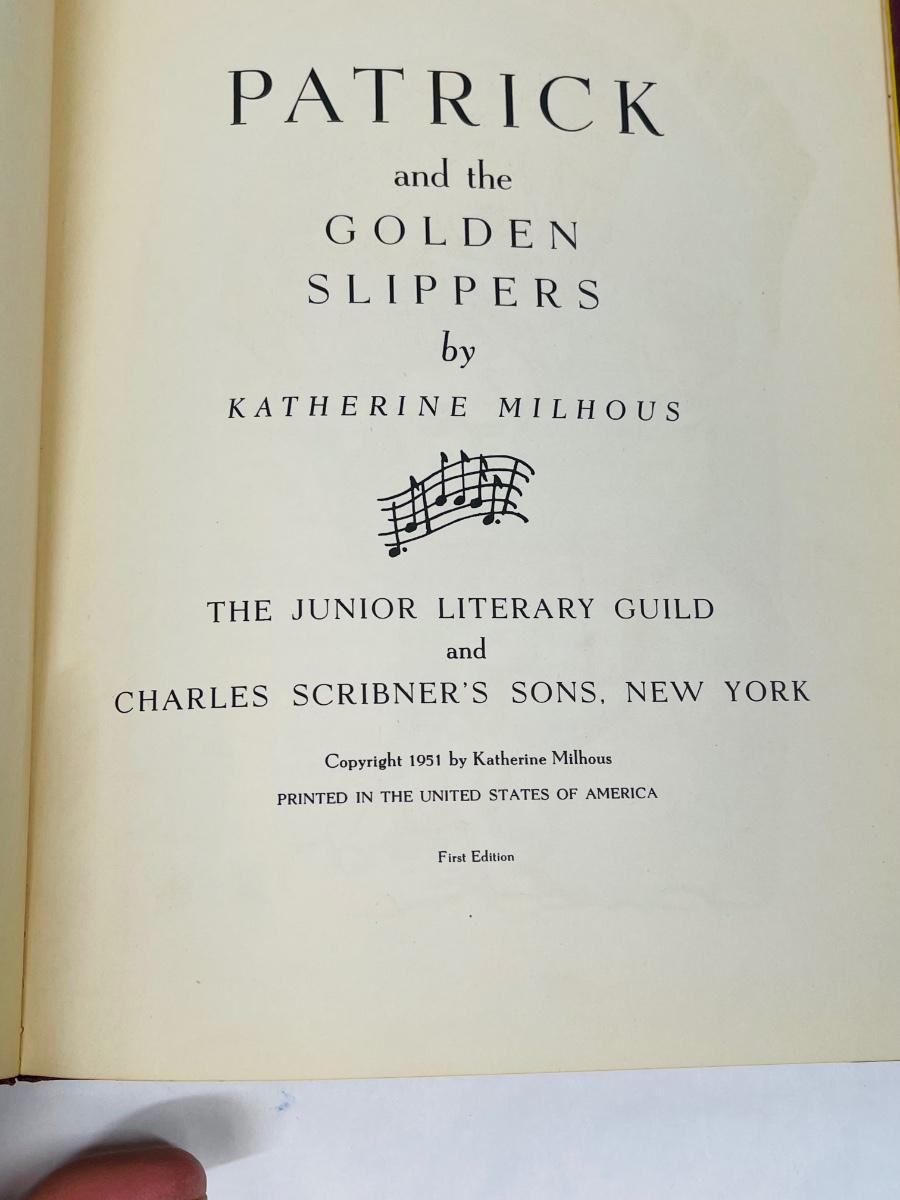 PATRICK
and the
GOLDEN
SLIPPERS
by
KATHERINE MILHOUS
THE JUNIOR LITERARY GUILD
and
CHARLES SCRIBNER'S SONS, NEW YORK
Copyright 1951 by Katherine Milhous
PRINTED IN THE UNITED STATES OF AMERICA
First Edition